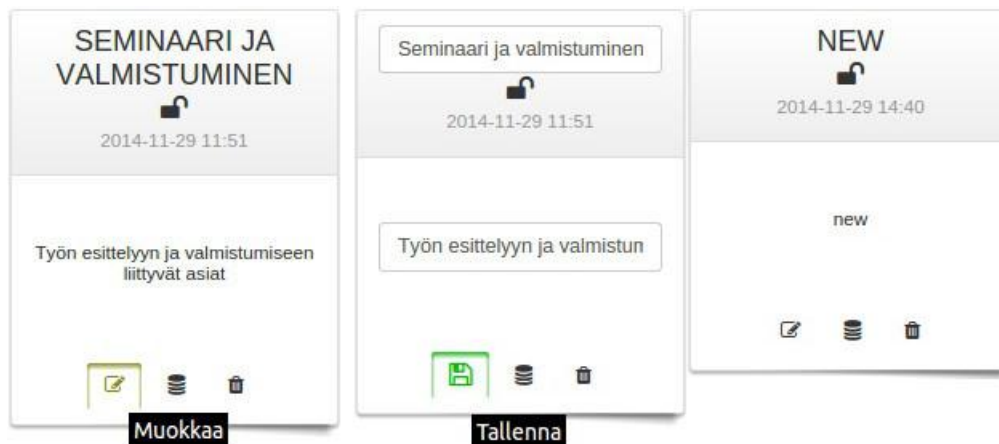 SEMINAARI JA
VALMISTUMINEN
2014-11-29 11:51
Työn esittelyyn ja valmistumiseen
liittyvät asiat
Muokkaa
Seminaari ja valmistuminen
2014-11-29 11:51
Työn esittelyyn ja valmistun
Tallenna
NEW
2014-11-29 14:40
new